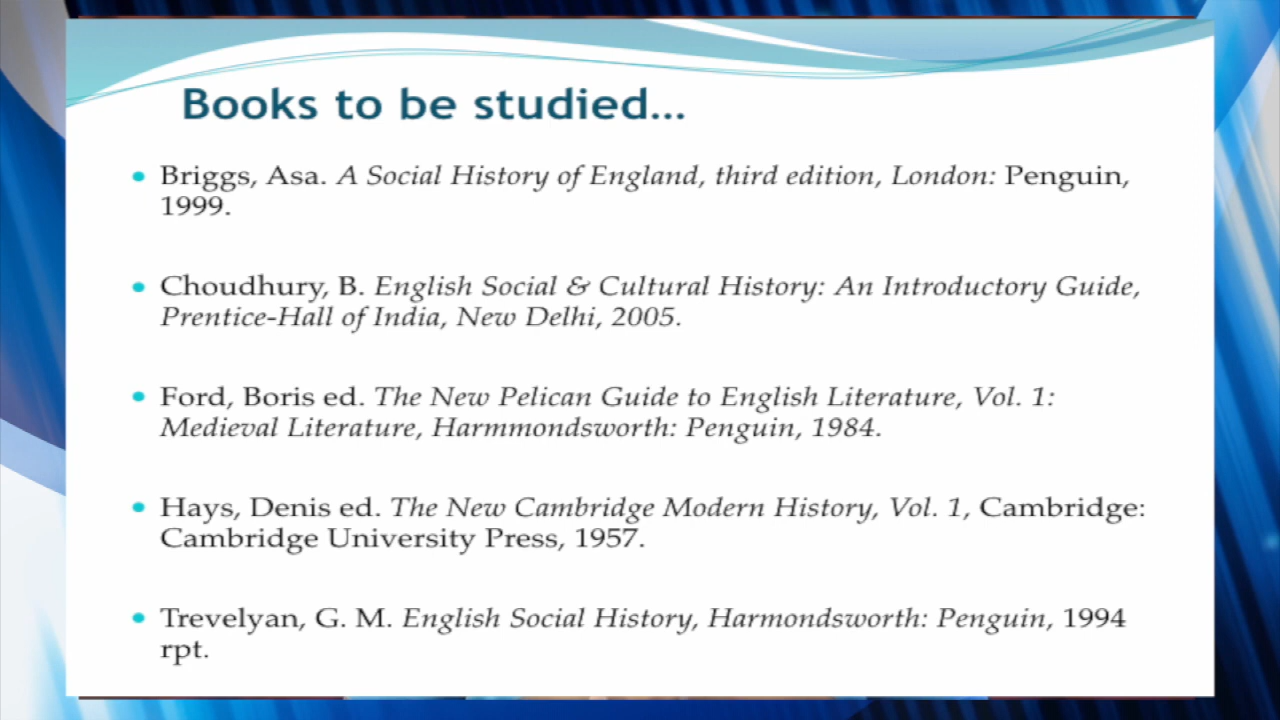 Books to be studied...
• Briggs, Asa. A Social History of England, third edition, London: Penguin,
1999.
• Choudhury, B. English Social & Cultural History: An Introductory Guide,
Prentice-Hall of India, New Delhi, 2005.
• Ford, Boris ed. The New Pelican Guide to English Literature, Vol. 1:
Medieval Literature, Harmmondsworth: Penguin, 1984.
• Hays, Denis ed. The New Cambridge Modern History, Vol. 1, Cambridge:
Cambridge University Press, 1957.
• Trevelyan, G. M. English Social History, Harmondsworth: Penguin, 1994
rpt.